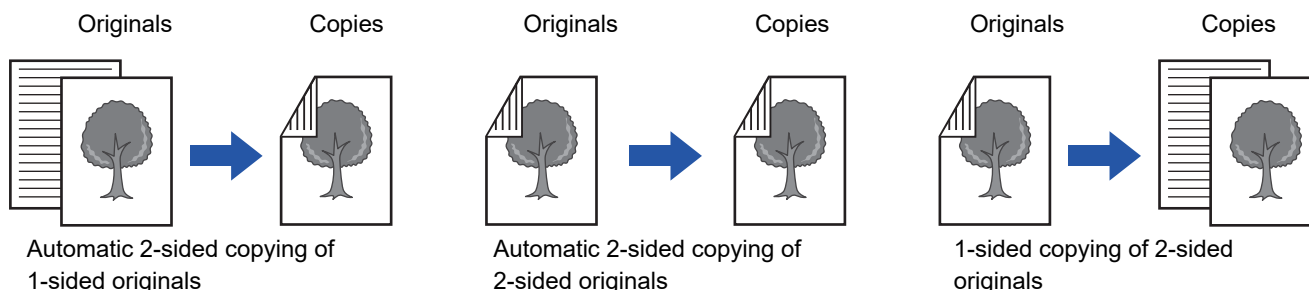 Originals
Copies
Originals
Copies
Originals
Copies
Automatic 2-sided copying of
1-sided originals
Automatic 2-sided copying of
2-sided originals
1-sided copying of 2-sided
originals